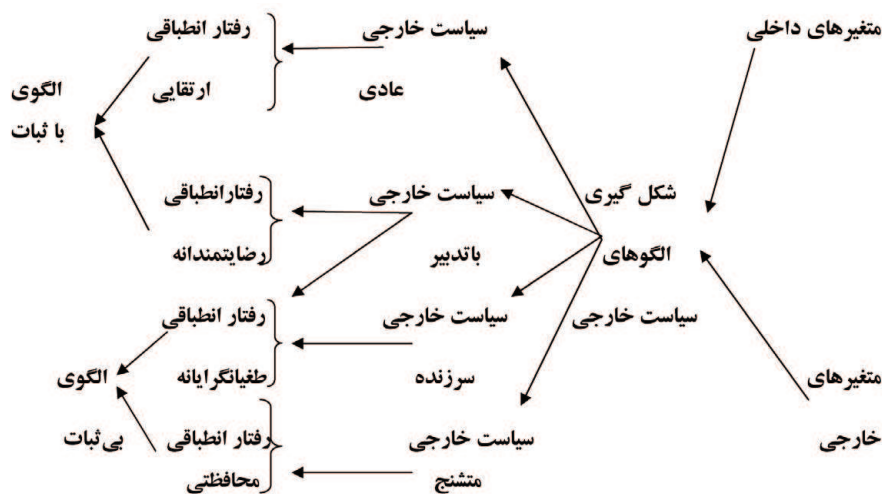 متغیرهای داخلی
سیاست خارجی
عادی
رفتار انطباقی
ارتقایی
الگوی
با ثبات
شکل گیری
الگوهای
سیاست خارجی
سیاست خارجی
باتدبیر
رفتارانطباقی
رضایتمندانه
سیاست خارجی
سرزنده
رفتار انطباقی
طغیانگرایانه
الگوی
بی‌ثبات
متغیرهای
خارجی
سیاست خارجی
متشنج
رفتار انطباقی
محافظتی